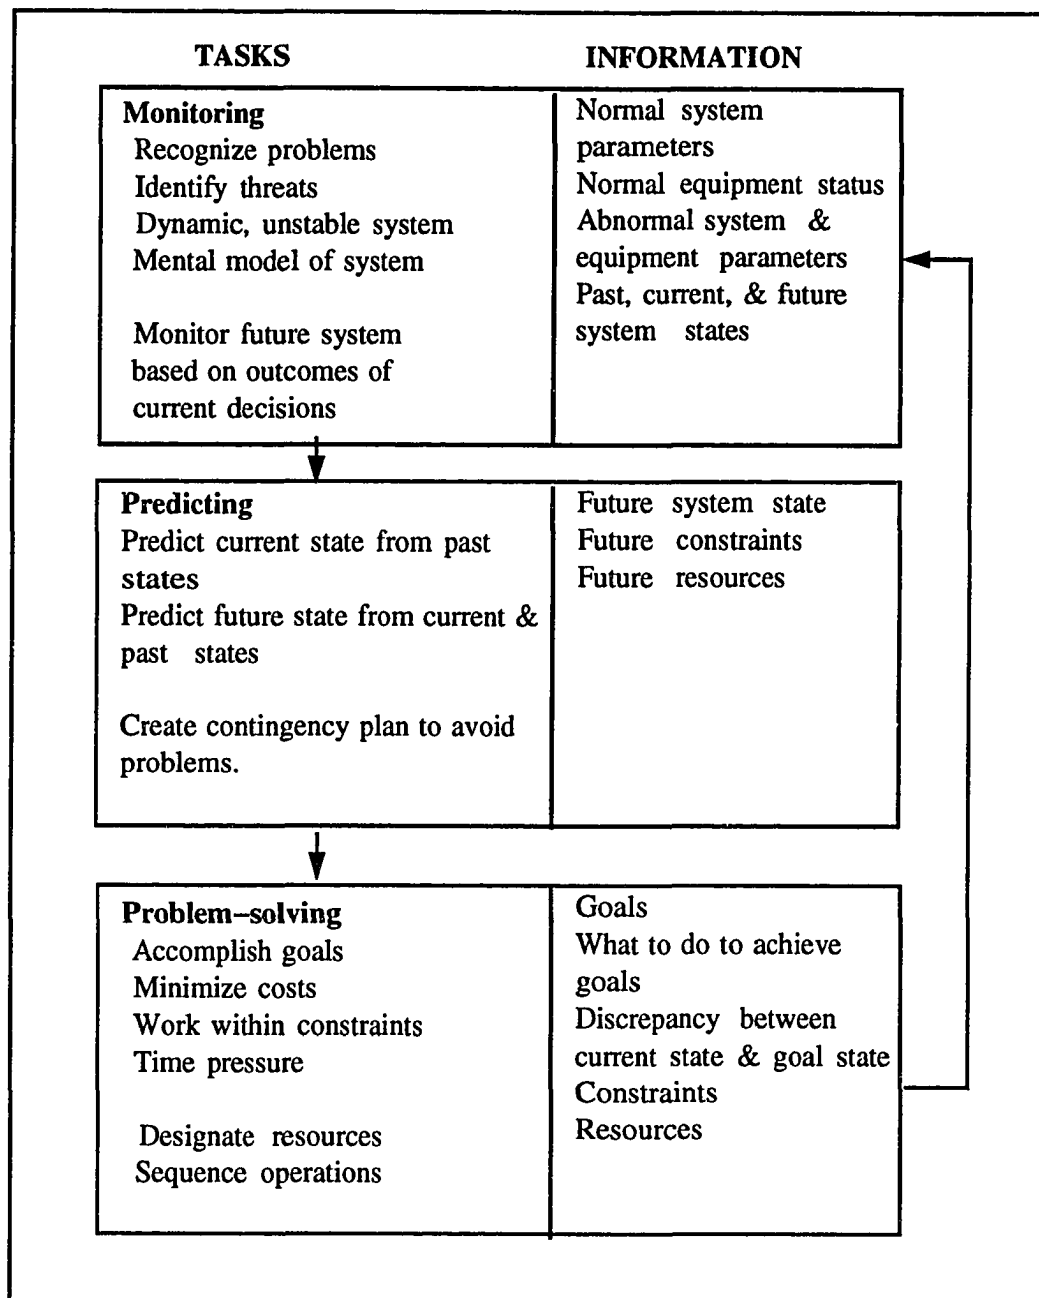 TASKS
INFORMATION
Monitoring
Recognize problems
Identify threats
Dynamic, unstable system
Mental model of system
Monitor future system
based on outcomes of
current decisions
Normal system
parameters
Normal equipment status
Abnormal system &
equipment parameters
Past, current, & future
system states
Predicting
Predict current state from past
states
Predict future state from current &
past states
Create contingency plan to avoid
problems.
Future system state
Future constraints
Future resources
Problem–solving
Accomplish goals
Minimize costs
Work within constraints
Time pressure
Designate resources
Sequence operations
Goals
What to do to achieve
goals
Discrepancy between
current state & goal state
Constraints
Resources